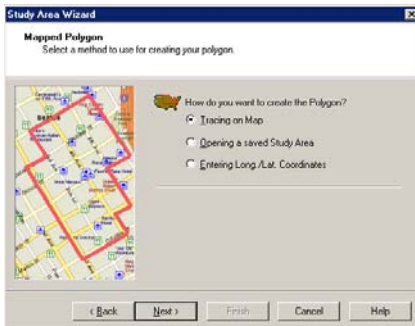 Study Area Wizard
Mapped Polygon
Select a method to use for creating your polygon.
How do you want to create the Polygon?
Tracing on Map
Opening a saved Study Area
Entering Long./Lat. Coordinates
< Back
Next >
Finish
Cancel
Help